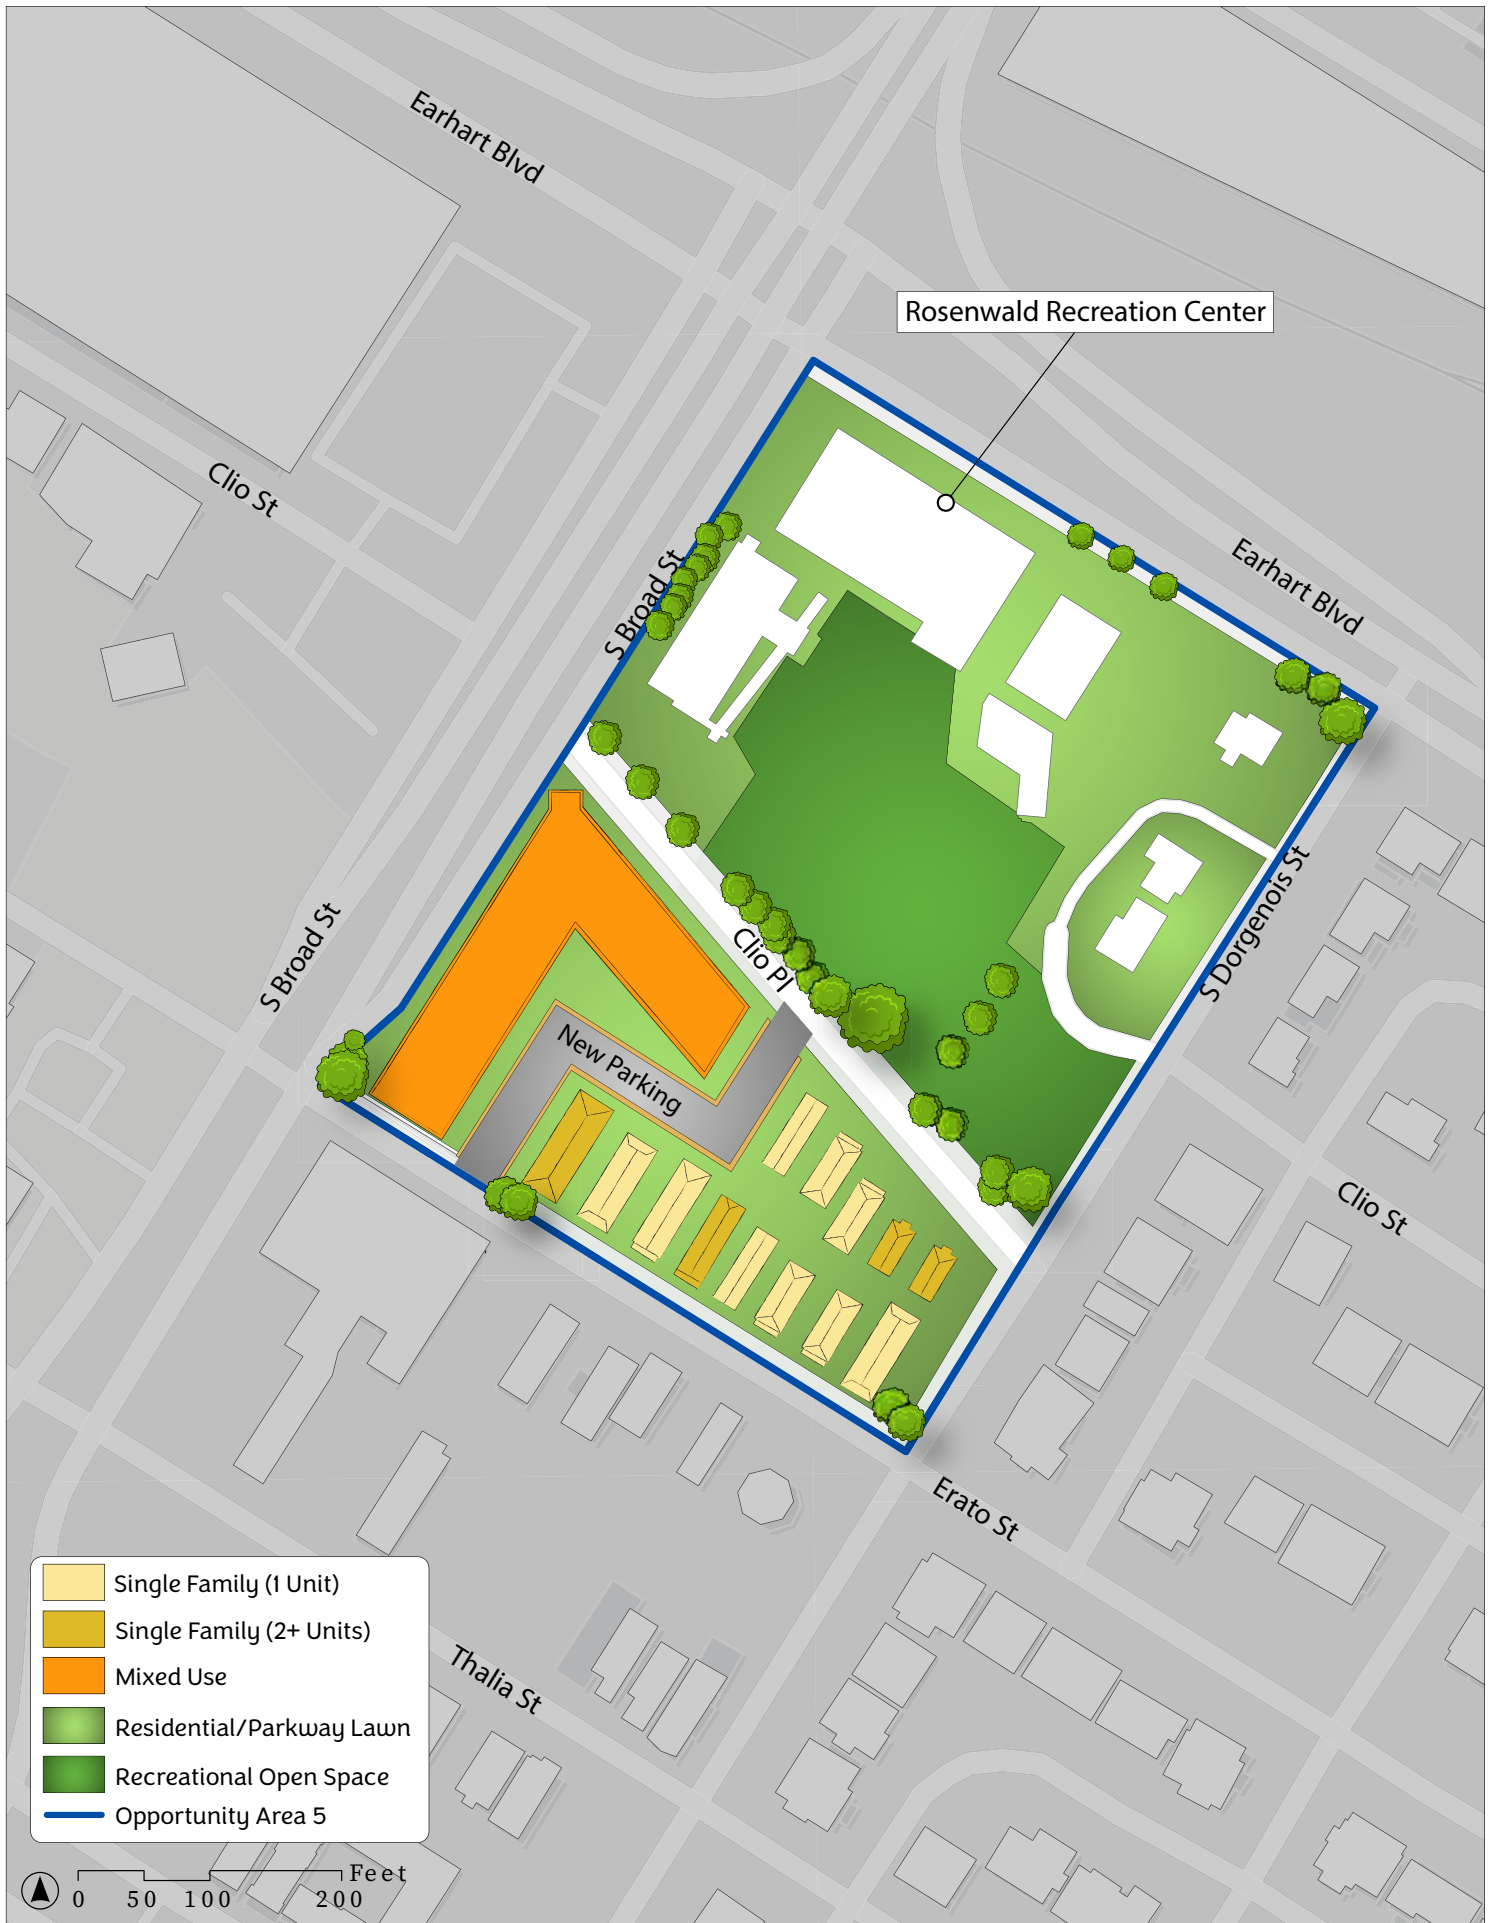 Earhart Blvd
Rosenwald Recreation Center
Clio St
Earhart Blvd
S Broad St
S Dorgenois St
S Broad St
Clio Pl
New Parking
Clio St
Erato St
Thalia St
Single Family (1 Unit)
Single Family (2+ Units)
Mixed Use
Residential/Parkway Lawn
Recreational Open Space
Opportunity Area 5
Feet
0 50 100 200